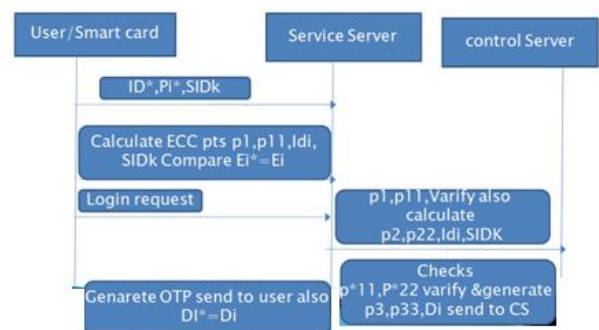 User/Smart card
Service Server
control Server
ID*,Pi*,SIDk
Calculate ECC pts p1,p11,Idi,
SIDk Compare Ei*=Ei
Login request
p1,p11,Varify also
calculate
p2,p22,Idi,SIDK
Checks
p*11,P*22 varify &generate
p3,p33,Di send to CS
Genarete OTP send to user also
DI*=Di